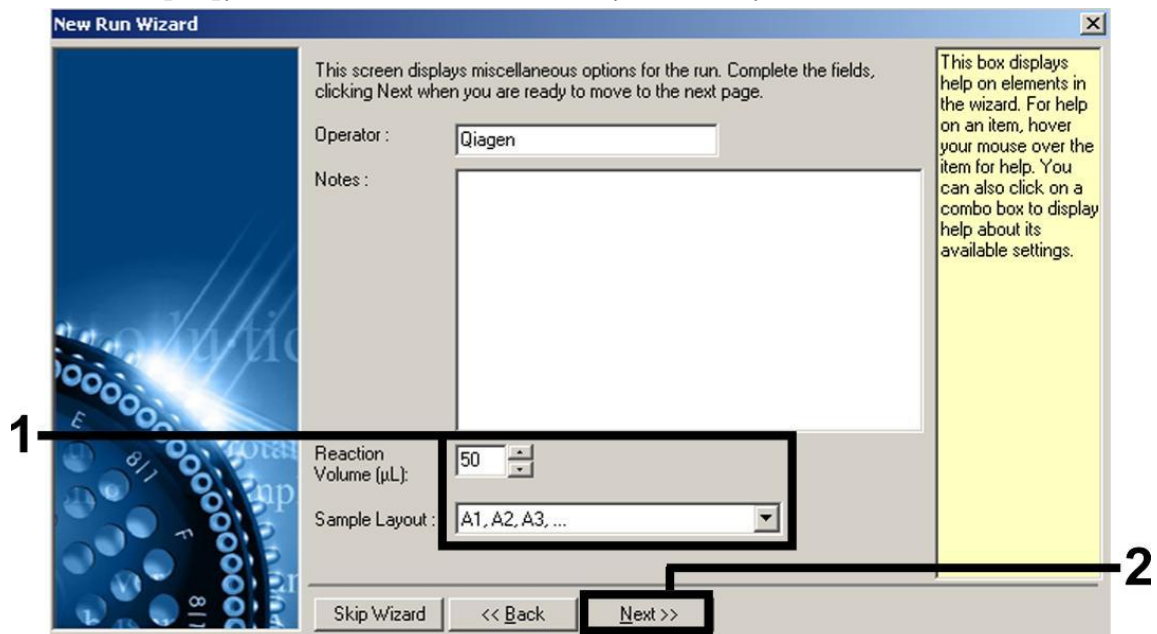 New Run Wizard
This screen displays miscellaneous options for the run. Complete the fields,
clicking Next when you are ready to move to the next page.
Operator :
Qiagen
Notes :
Reaction
Volume (µL):
50
Sample Layout :
A1, A2, A3, ...
Skip Wizard
<< Back
Next >>
This box displays
help on elements in
the wizard. For help
on an item, hover
your mouse over the
item for help. You
can also click on a
combo box to display
help about its
available settings.
1
2
E
8|1
F
8|1